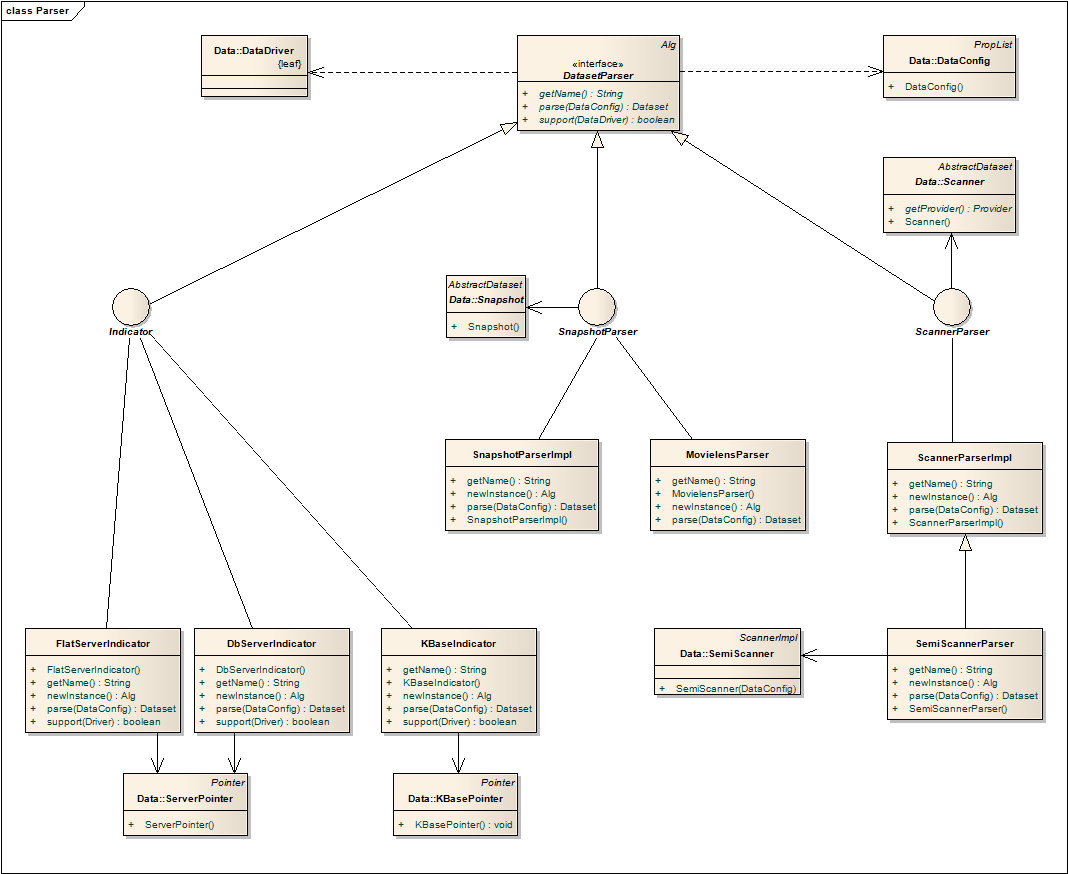 class Parser
Data::DataDriver
{leaf}
Alg
«interface»
DatasetParser
+ getName() : String
+ parse(DataConfig) : Dataset
+ support(DataDriver) : boolean
PropList
Data::DataConfig
+ DataConfig()
AbstractDataset
Data::Scanner
+ getProvider() : Provider
+ Scanner()
Indicator
AbstractDataset
Data::Snapshot
+ Snapshot()
SnapshotParser
ScannerParser
SnapshotParserImpl
+ getName() : String
+ newInstance() : Alg
+ parse(DataConfig) : Dataset
+ SnapshotParserImpl()
MovielensParser
+ getName() : String
+ MovielensParser()
+ newInstance() : Alg
+ parse(DataConfig) : Dataset
ScannerParserImpl
+ getName() : String
+ newInstance() : Alg
+ parse(DataConfig) : Dataset
+ ScannerParserImpl()
FlatServerIndicator
+ FlatServerIndicator()
+ getName() : String
+ newInstance() : Alg
+ parse(DataConfig) : Dataset
+ support(Driver) : boolean
DbServerIndicator
+ DbServerIndicator()
+ getName() : String
+ newInstance() : Alg
+ parse(DataConfig) : Dataset
+ support(Driver) : boolean
KBaseIndicator
+ getName() : String
+ KBaseIndicator()
+ newInstance() : Alg
+ parse(DataConfig) : Dataset
+ support(Driver) : boolean
ScannerImpl
Data::SemiScanner
+ SemiScanner(DataConfig)
SemiScannerParser
+ getName() : String
+ newInstance() : Alg
+ parse(DataConfig) : Dataset
+ SemiScannerParser()
Pointer
Data::ServerPointer
+ ServerPointer()
Pointer
Data::KBasePointer
+ KBasePointer() : void